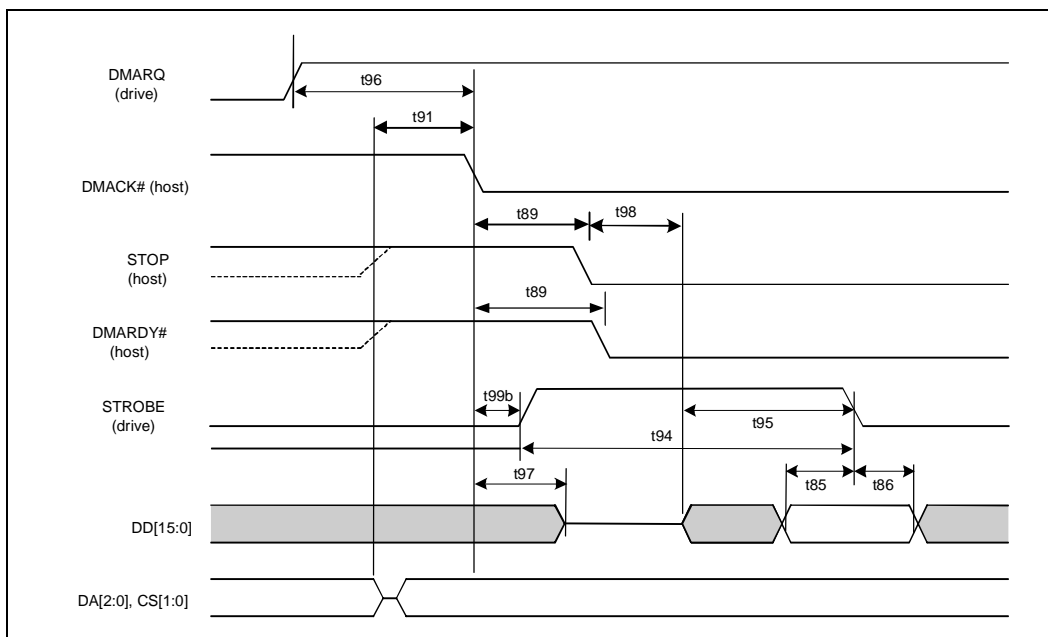 DMARQ
(drive)
t96
t91
DMACK# (host)
t89
t98
STOP
(host)
t89
DMARDY#
(host)
t99b
STROBE
(drive)
t95
t94
t97
t85
t86
DD[15:0]
DA[2:0], CS[1:0]